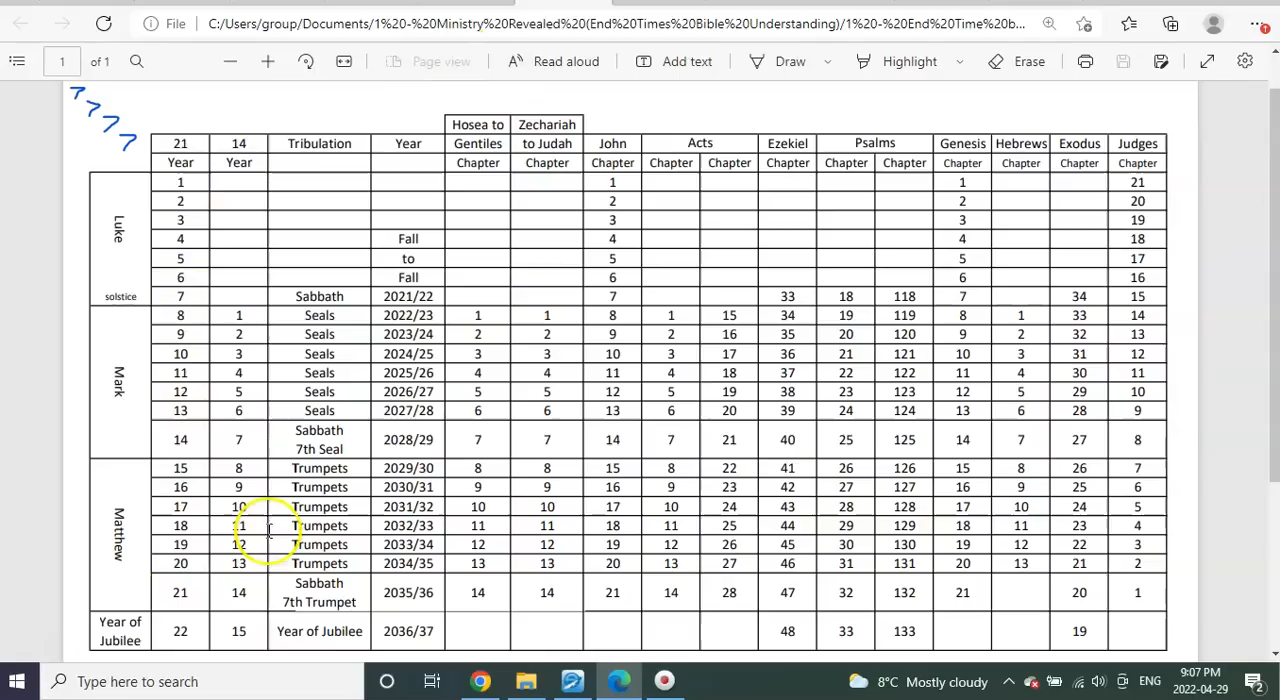 File C:/Users/group/Documents/1%20-%20Ministry%20Revealed%20(End%20Times%20Bible%20Understanding)/1%20-%20End%20Time%20b...
1 of 1 Page view Read aloud Add text Draw Highlight Erase
Hosea to Zechariah
21 14 Tribulation Year Gentiles to Judah John Acts Ezekiel Psalms Genesis Hebrews Exodus Judges
Year Year Chapter Chapter Chapter Chapter Chapter Chapter Chapter Chapter Chapter Chapter Chapter Chapter
Luke
1 1 1 21
2 2 2 20
3 3 3 19
4 Fall 4 4 18
5 to 5 5 17
6 Fall 6 6 16
solstice 7 Sabbath 2021/22 7 33 18 118 7 34 15
Mark
8 1 Seals 2022/23 1 1 8 1 15 34 19 119 8 1 33 14
9 2 Seals 2023/24 2 2 9 2 16 35 20 120 9 2 32 13
10 3 Seals 2024/25 3 3 10 3 17 36 21 121 10 3 31 12
11 4 Seals 2025/26 4 4 11 4 18 37 22 122 11 4 30 11
12 5 Seals 2026/27 5 5 12 5 19 38 23 123 12 5 29 10
13 6 Seals 2027/28 6 6 13 6 20 39 24 124 13 6 28 9
14 7 Sabbath 7th Seal 2028/29 7 7 14 7 21 40 25 125 14 7 27 8
Matthew
15 8 Trumpets 2029/30 8 8 15 8 22 41 26 126 15 8 26 7
16 9 Trumpets 2030/31 9 9 16 9 23 42 27 127 16 9 25 6
17 10 Trumpets 2031/32 10 10 17 10 24 43 28 128 17 10 24 5
18 11 Trumpets 2032/33 11 11 18 11 25 44 29 129 18 11 23 4
19 12 Trumpets 2033/34 12 12 19 12 26 45 30 130 19 12 22 3
20 13 Trumpets 2034/35 13 13 20 13 27 46 31 131 20 13 21 2
21 14 Sabbath 7th Trumpet 2035/36 14 14 21 14 28 47 32 132 21 20 1
Year of Jubilee 22 15 Year of Jubilee 2036/37 48 33 133 19
Type here to search 8°C Mostly cloudy ENG 9:07 PM
2022-04-29 2